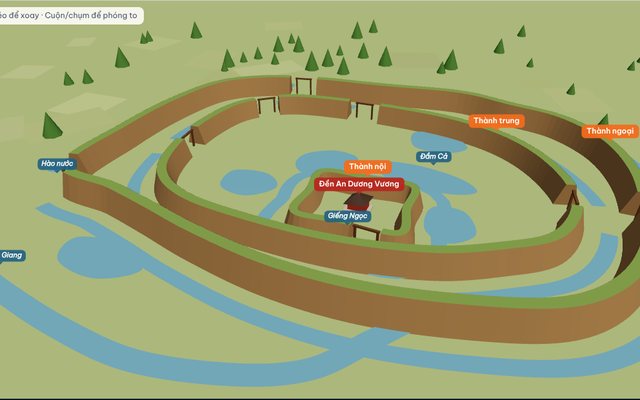 éo để xoay · Cuộn/chụm để phóng to
Thành trung
Thành ngoại
Hào nước
Đầm Cả
Thành nội
Đền An Dương Vương
Giếng Ngọc
Giang